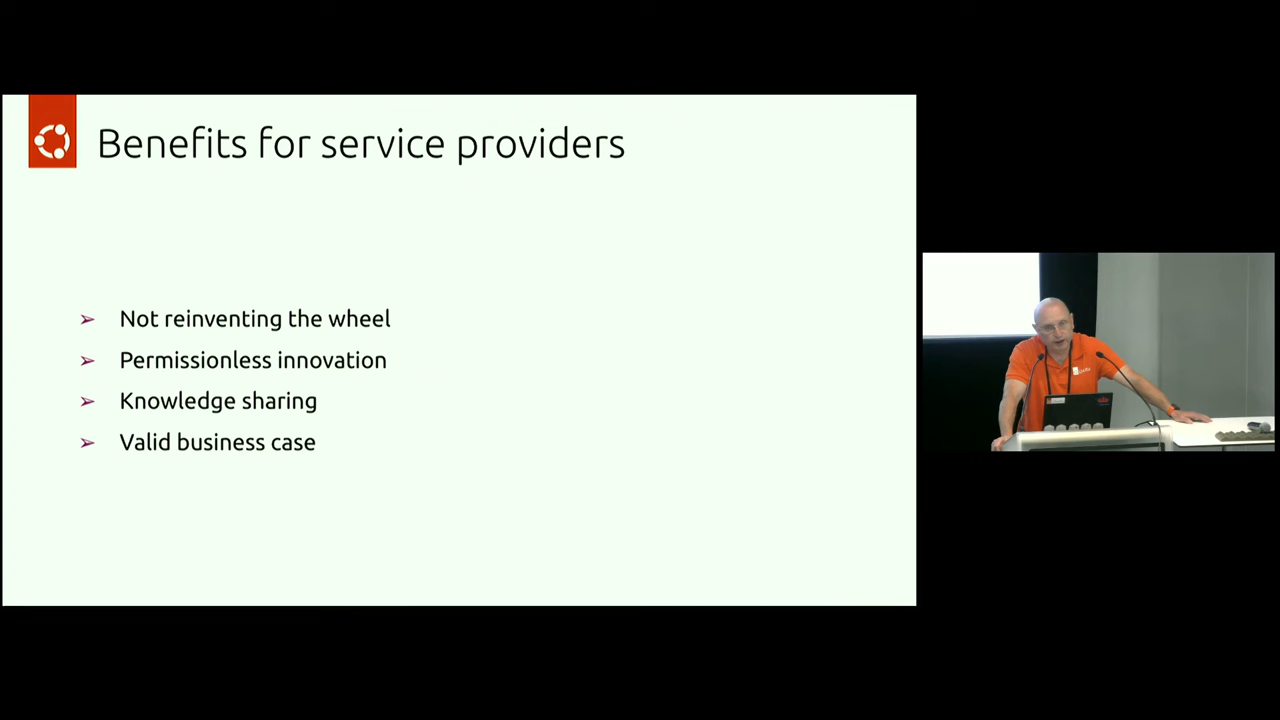 Benefits for service providers
➢ Not reinventing the wheel
➢ Permissionless innovation
➢ Knowledge sharing
➢ Valid business case